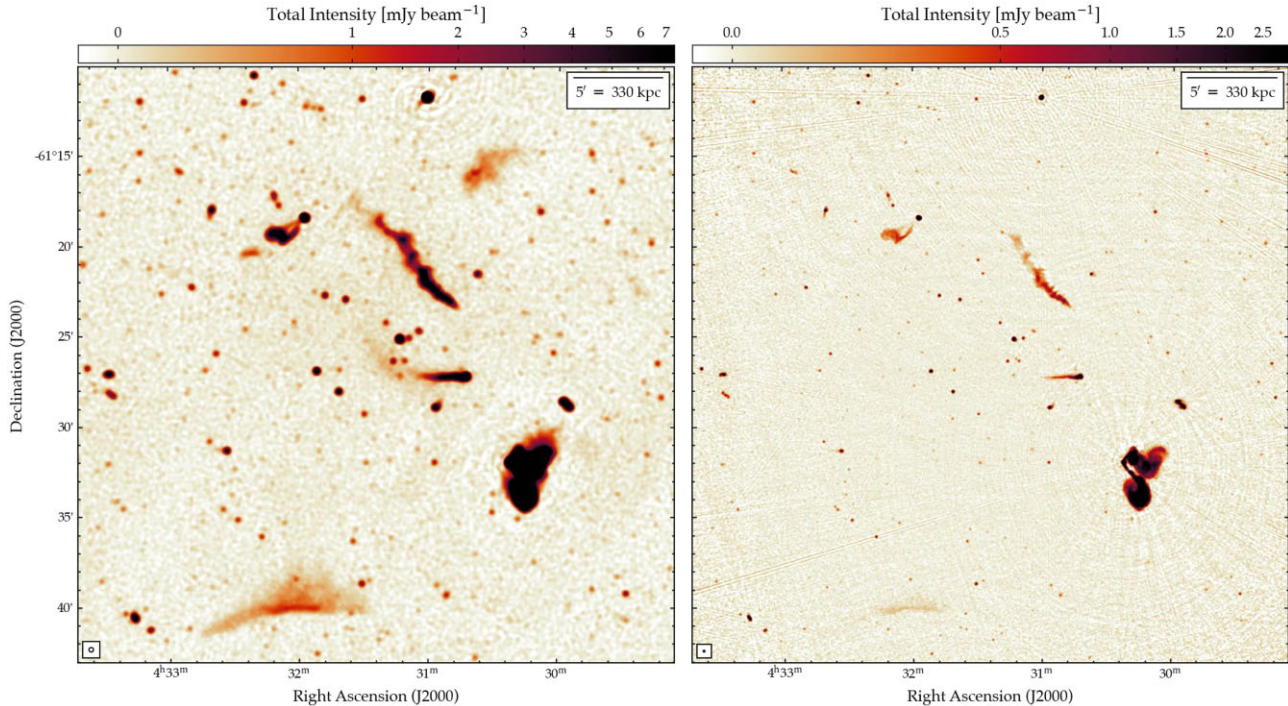 Total Intensity [mJy beam⁻¹]
0 1 2 3 4 5 6 7
5′ = 330 kpc
-61°15′
20′
25′
30′
35′
40′
Declination (J2000)
4ʰ33ᵐ 32ᵐ 31ᵐ 30ᵐ
Right Ascension (J2000)
Total Intensity [mJy beam⁻¹]
0.0 0.5 1.0 1.5 2.0 2.5
5′ = 330 kpc
4ʰ33ᵐ 32ᵐ 31ᵐ 30ᵐ
Right Ascension (J2000)